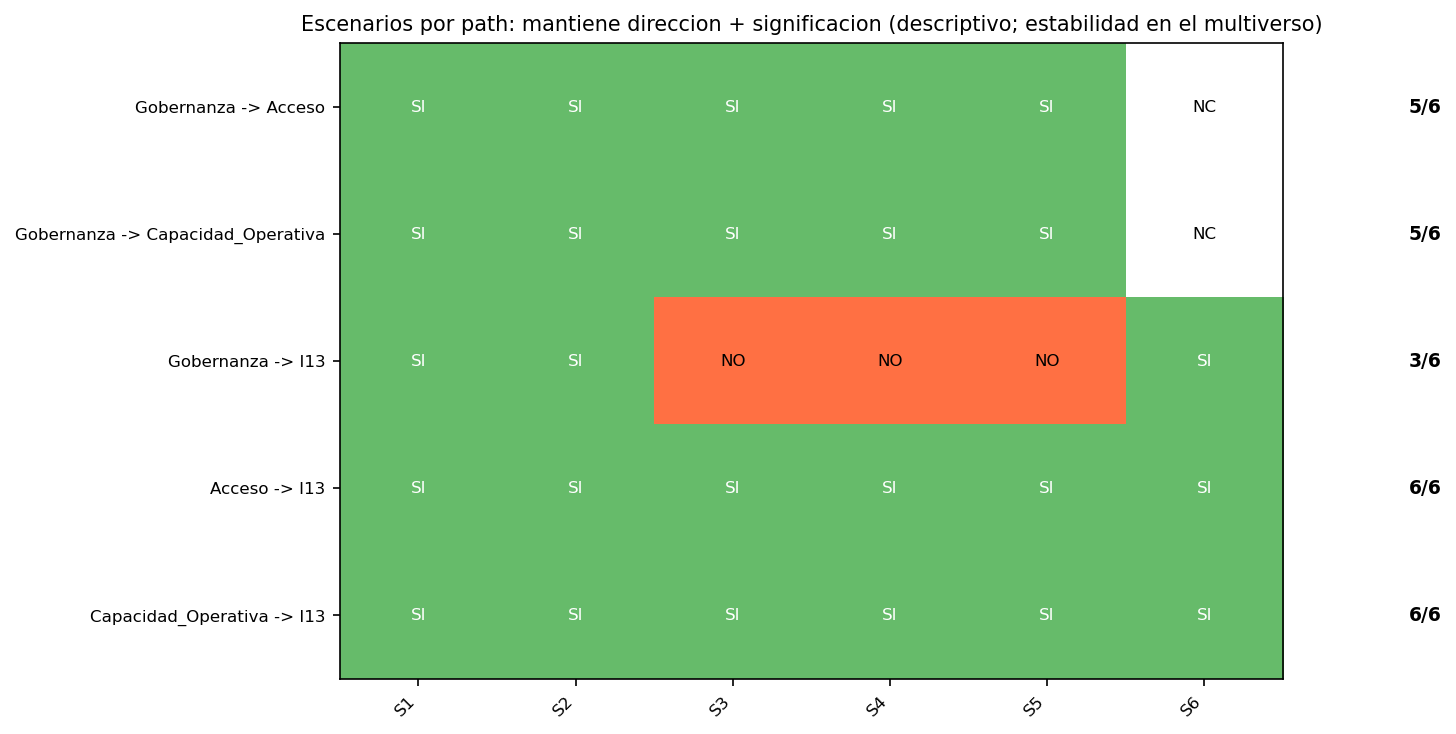 Escenarios por path: mantiene direccion + significacion (descriptivo; estabilidad en el multiverso)
Gobernanza -> Acceso SI SI SI SI SI NC 5/6
Gobernanza -> Capacidad_Operativa SI SI SI SI SI NC 5/6
Gobernanza -> I13 SI SI NO NO NO SI 3/6
Acceso -> I13 SI SI SI SI SI SI 6/6
Capacidad_Operativa -> I13 SI SI SI SI SI SI 6/6
S1 S2 S3 S4 S5 S6